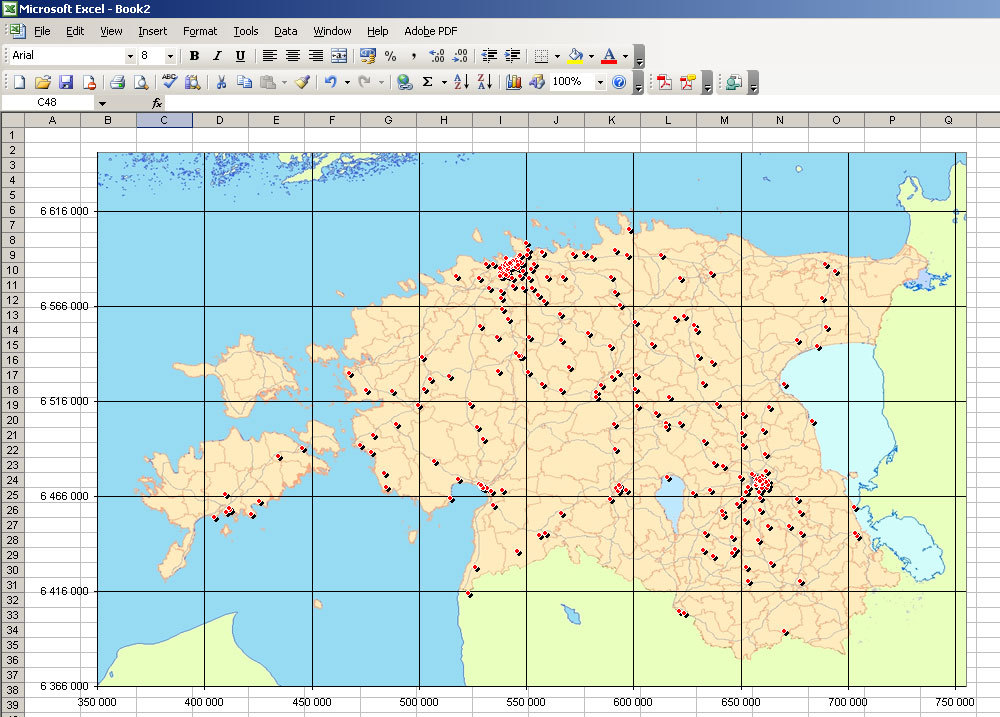 Microsoft Excel - Book2
File Edit View Insert Format Tools Data Window Help Adobe PDF
Arial 8 B I U % , .00 .00
ABC Σ A Z Z A 100% ?
C48 fx
A B C D E F G H I J K L M N O P Q
1
2
3
4
5
6 6 616 000
7
8
9
10
11
12 6 566 000
13
14
15
16
17
18
19 6 516 000
20
21
22
23
24
25 6 466 000
26
27
28
29
30
31 6 416 000
32
33
34
35
36
37
38 6 366 000
39 350 000 400 000 450 000 500 000 550 000 600 000 650 000 700 000 750 000